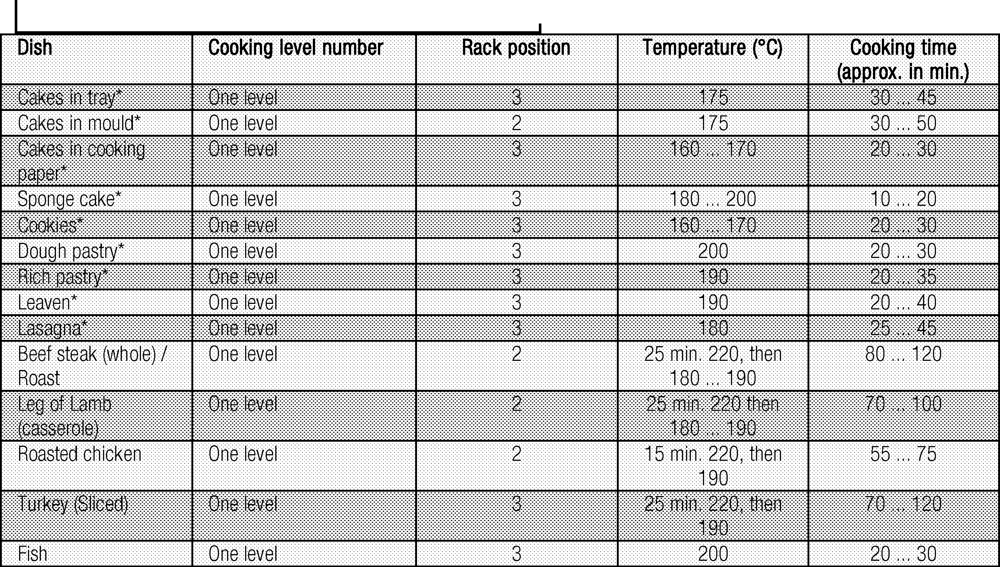 Dish Cooking level number Rack position Temperature (°C) Cooking time
(approx. in min.)
Cakes in tray* One level 3 175 30 ... 45
Cakes in mould* One level 2 175 30 ... 50
Cakes in cooking One level 3 160 ... 170 20 ... 30
paper*
Sponge cake* One level 3 180 ... 200 10 ... 20
Cookies* One level 3 160 ... 170 20 ... 30
Dough pastry* One level 3 200 20 ... 30
Rich pastry* One level 3 190 20 ... 35
Leaven* One level 3 190 20 ... 40
Lasagna* One level 3 180 25 ... 45
Beef steak (whole) / One level 2 25 min. 220, then 80 ... 120
Roast 180 ... 190
Leg of Lamb One level 2 25 min. 220 then 70 ... 100
(casserole) 180 ... 190
Roasted chicken One level 2 15 min. 220, then 55 ... 75
190
Turkey (Sliced) One level 3 25 min. 220, then 70 ... 120
190
Fish One level 3 200 20 ... 30